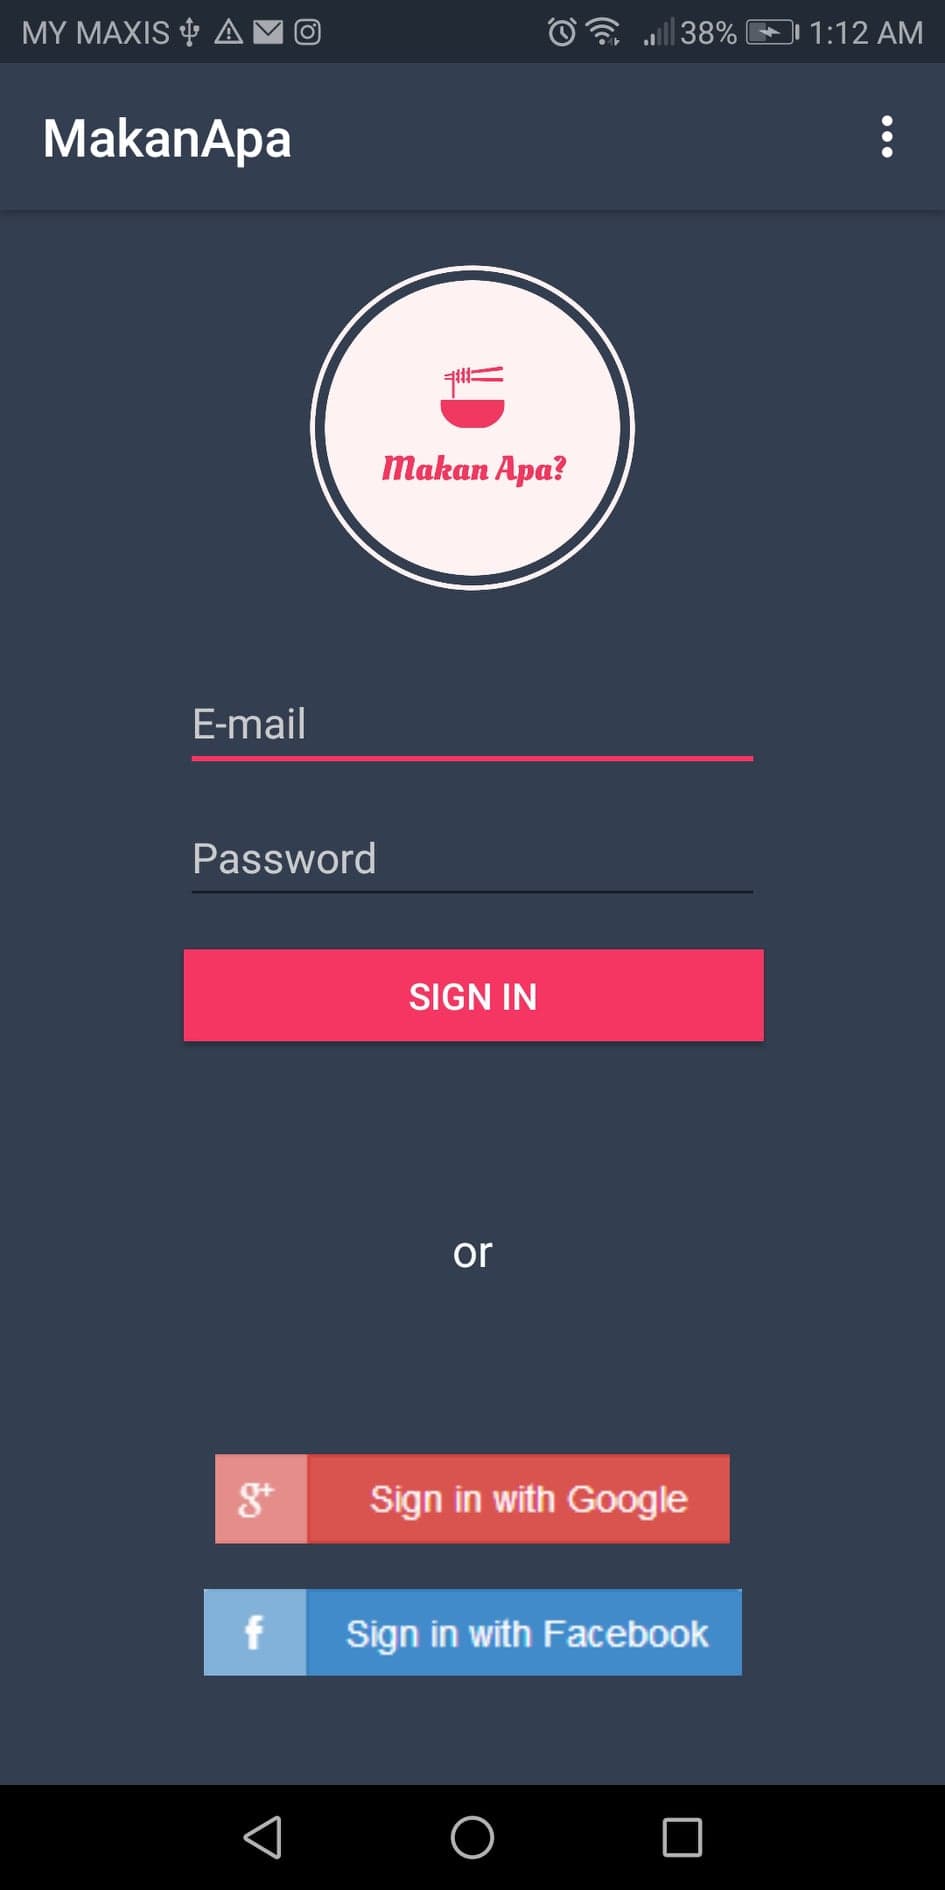 MY MAXIS 38% 1:12 AM
MakanApa
Makan Apa?
E-mail
Password
SIGN IN
or
g+ Sign in with Google
f Sign in with Facebook